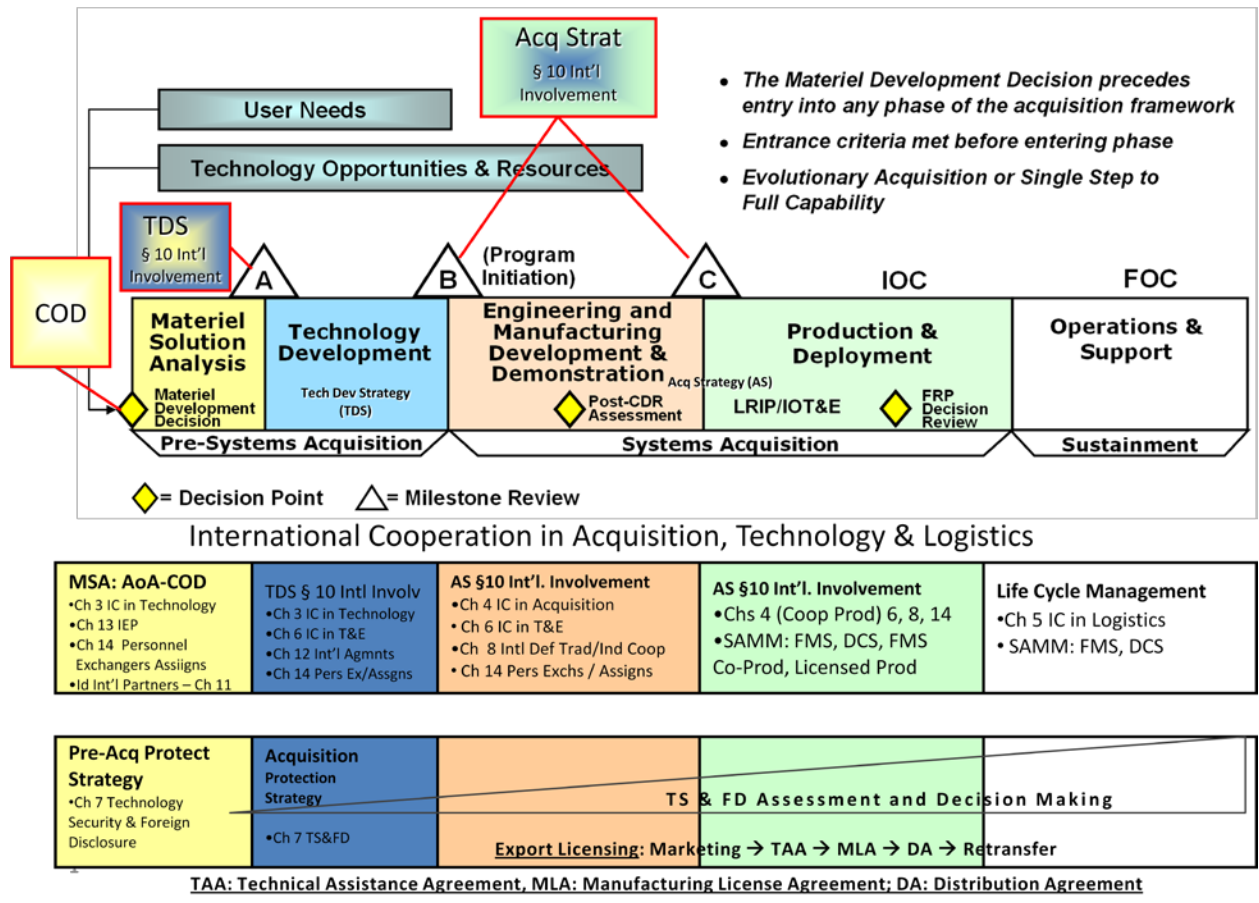 Acq Strat
§ 10 Int'l
Involvement
• The Materiel Development Decision precedes
entry into any phase of the acquisition framework
• Entrance criteria met before entering phase
• Evolutionary Acquisition or Single Step to
Full Capability
User Needs
Technology Opportunities & Resources
TDS
§ 10 Int'l
Involvement
COD
A
B
(Program
Initiation)
C
IOC
FOC
Materiel
Solution
Analysis
Materiel
Development
Decision
Technology
Development
Tech Dev Strategy
(TDS)
Engineering and
Manufacturing
Development &
Demonstration
Acq Strategy (AS)
Post-CDR
Assessment
Production &
Deployment
LRIP/IOT&E
FRP
Decision
Review
Operations &
Support
Pre-Systems Acquisition
Systems Acquisition
Sustainment
= Decision Point
= Milestone Review
International Cooperation in Acquisition, Technology & Logistics
MSA: AoA-COD
•Ch 3 IC in Technology
•Ch 13 IEP
•Ch 14 Personnel
Exchangers Assiigns
•Id Int'l Partners – Ch 11
TDS § 10 Intl Involv
•Ch 3 IC in Technology
•Ch 6 IC in T&E
•Ch 12 Int'l Agmnts
•Ch 14 Pers Ex/Assgns
AS §10 Int'l. Involvement
•Ch 4 IC in Acquisition
•Ch 6 IC in T&E
•Ch 8 Intl Def Trad/Ind Coop
•Ch 14 Pers Exchs / Assigns
AS §10 Int'l. Involvement
•Chs 4 (Coop Prod) 6, 8, 14
•SAMM: FMS, DCS, FMS
Co-Prod, Licensed Prod
Life Cycle Management
•Ch 5 IC in Logistics
• SAMM: FMS, DCS
Pre-Acq Protect
Strategy
•Ch 7 Technology
Security & Foreign
Disclosure
Acquisition
Protection
Strategy
•Ch 7 TS&FD
TS & FD Assessment and Decision Making
Export Licensing: Marketing → TAA → MLA → DA → Retransfer
TAA: Technical Assistance Agreement, MLA: Manufacturing License Agreement; DA: Distribution Agreement